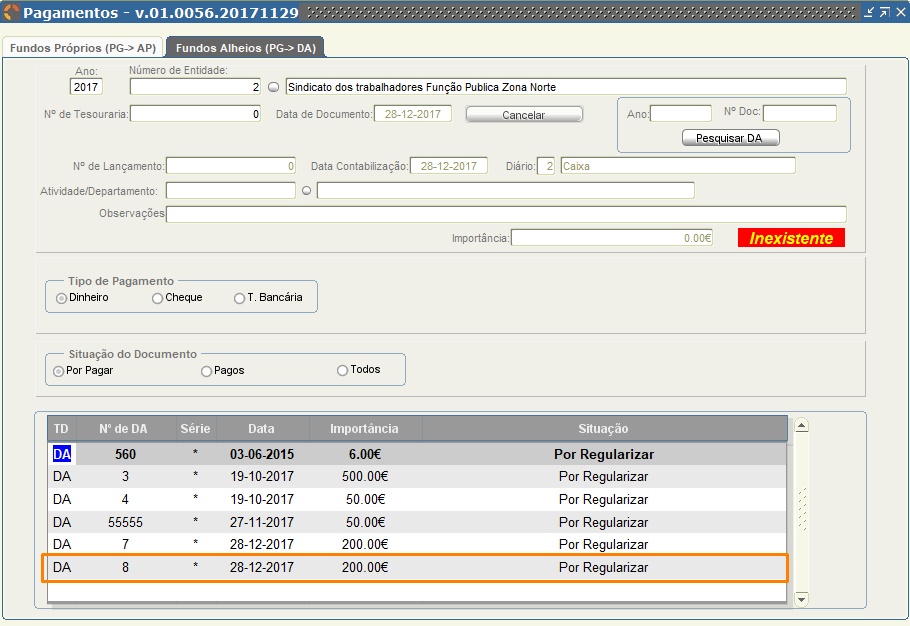 Pagamentos - v.01.0056.20171129
Fundos Próprios (PG-> AP) Fundos Alheios (PG-> DA)
Ano: Número de Entidade:
2017 2 Sindicato dos trabalhadores Função Publica Zona Norte
Nº de Tesouraria: 0 Data de Documento: 28-12-2017 Cancelar Ano: Nº Doc:
Pesquisar DA
Nº de Lançamento: 0 Data Contabilização: 28-12-2017 Diário: 2 Caixa
Atividade/Departamento:
Observações
Importância: 0.00€ Inexistente
Tipo de Pagamento
Dinheiro Cheque T. Bancária
Situação do Documento
Por Pagar Pagos Todos
TD Nº de DA Série Data Importância Situação
DA 560 * 03-06-2015 6.00€ Por Regularizar
DA 3 * 19-10-2017 500.00€ Por Regularizar
DA 4 * 19-10-2017 50.00€ Por Regularizar
DA 55555 * 27-11-2017 50.00€ Por Regularizar
DA 7 * 28-12-2017 200.00€ Por Regularizar
DA 8 * 28-12-2017 200.00€ Por Regularizar